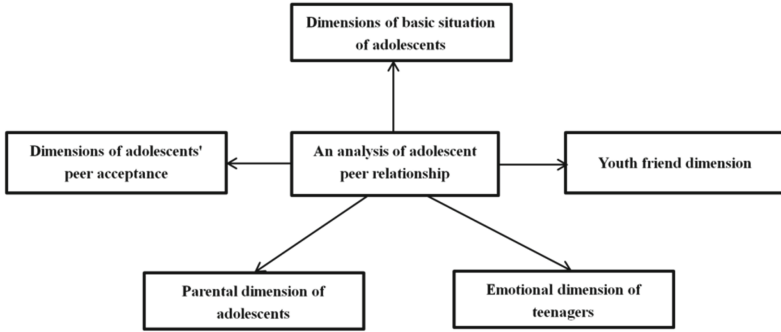 Dimensions of basic situation
of adolescents
Dimensions of adolescents'
peer acceptance
An analysis of adolescent
peer relationship
Youth friend dimension
Parental dimension of
adolescents
Emotional dimension of
teenagers